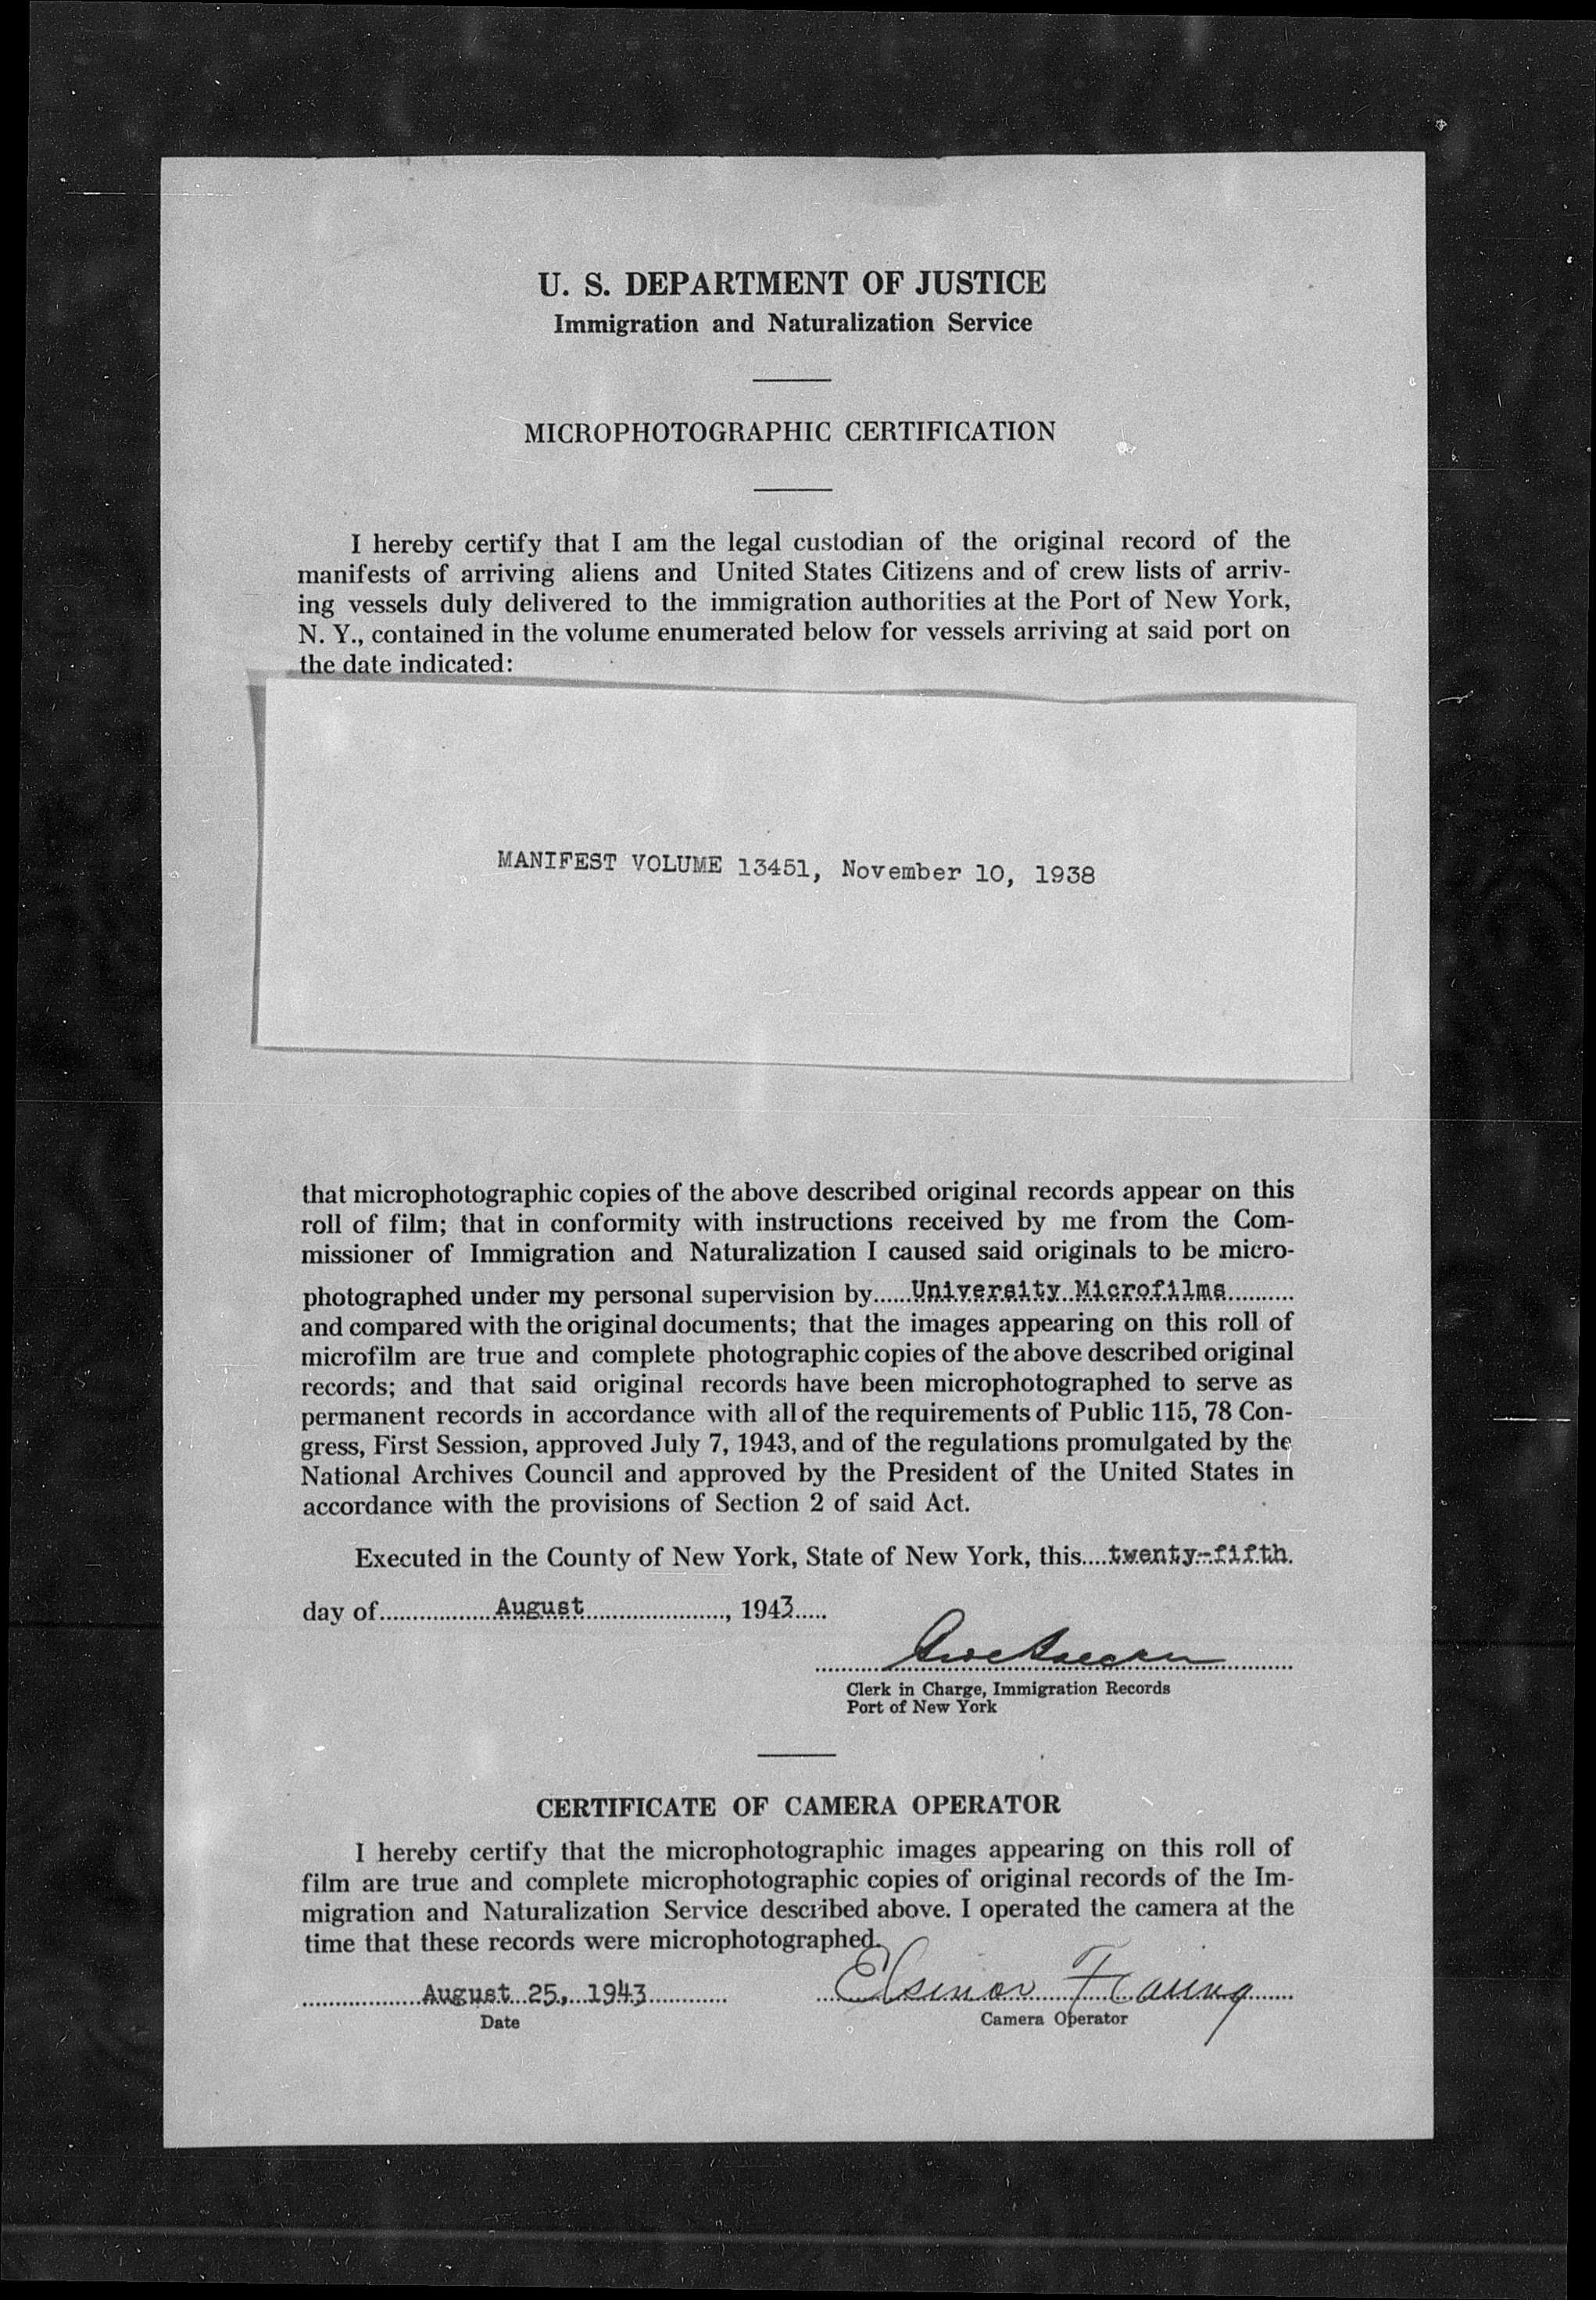 U. S. DEPARTMENT OF JUSTICE
Immigration and Naturalization Service
MICROPHOTOGRAPHIC CERTIFICATION
I hereby certify that I am the legal custodian of the original record of the
manifests of arriving aliens and United States Citizens and of crew lists of arriv-
ing vessels duly delivered to the immigration authorities at the Port of New York,
N. Y., contained in the volume enumerated below for vessels arriving at said port on
the date indicated:
MANIFEST VOLUME 13451, November 10, 1938
that microphotographic copies of the above described original records appear on this
roll of film; that in conformity with instructions received by me from the Com-
missioner of Immigration and Naturalization I caused said originals to be micro-
photographed under my personal supervision by......University Microfilms..........
and compared with the original documents; that the images appearing on this roll of
microfilm are true and complete photographic copies of the above described original
records; and that said original records have been microphotographed to serve as
permanent records in accordance with all of the requirements of Public 115, 78 Con-
gress, First Session, approved July 7, 1943, and of the regulations promulgated by the
National Archives Council and approved by the President of the United States in
accordance with the provisions of Section 2 of said Act.
Executed in the County of New York, State of New York, this....twenty-fifth.
day of..................August........................, 1943.....
Clerk in Charge, Immigration Records
Port of New York
CERTIFICATE OF CAMERA OPERATOR
I hereby certify that the microphotographic images appearing on this roll of
film are true and complete microphotographic copies of original records of the Im-
migration and Naturalization Service described above. I operated the camera at the
time that these records were microphotographed.
August 25, 1943
Elsinor
Date
Camera Operator